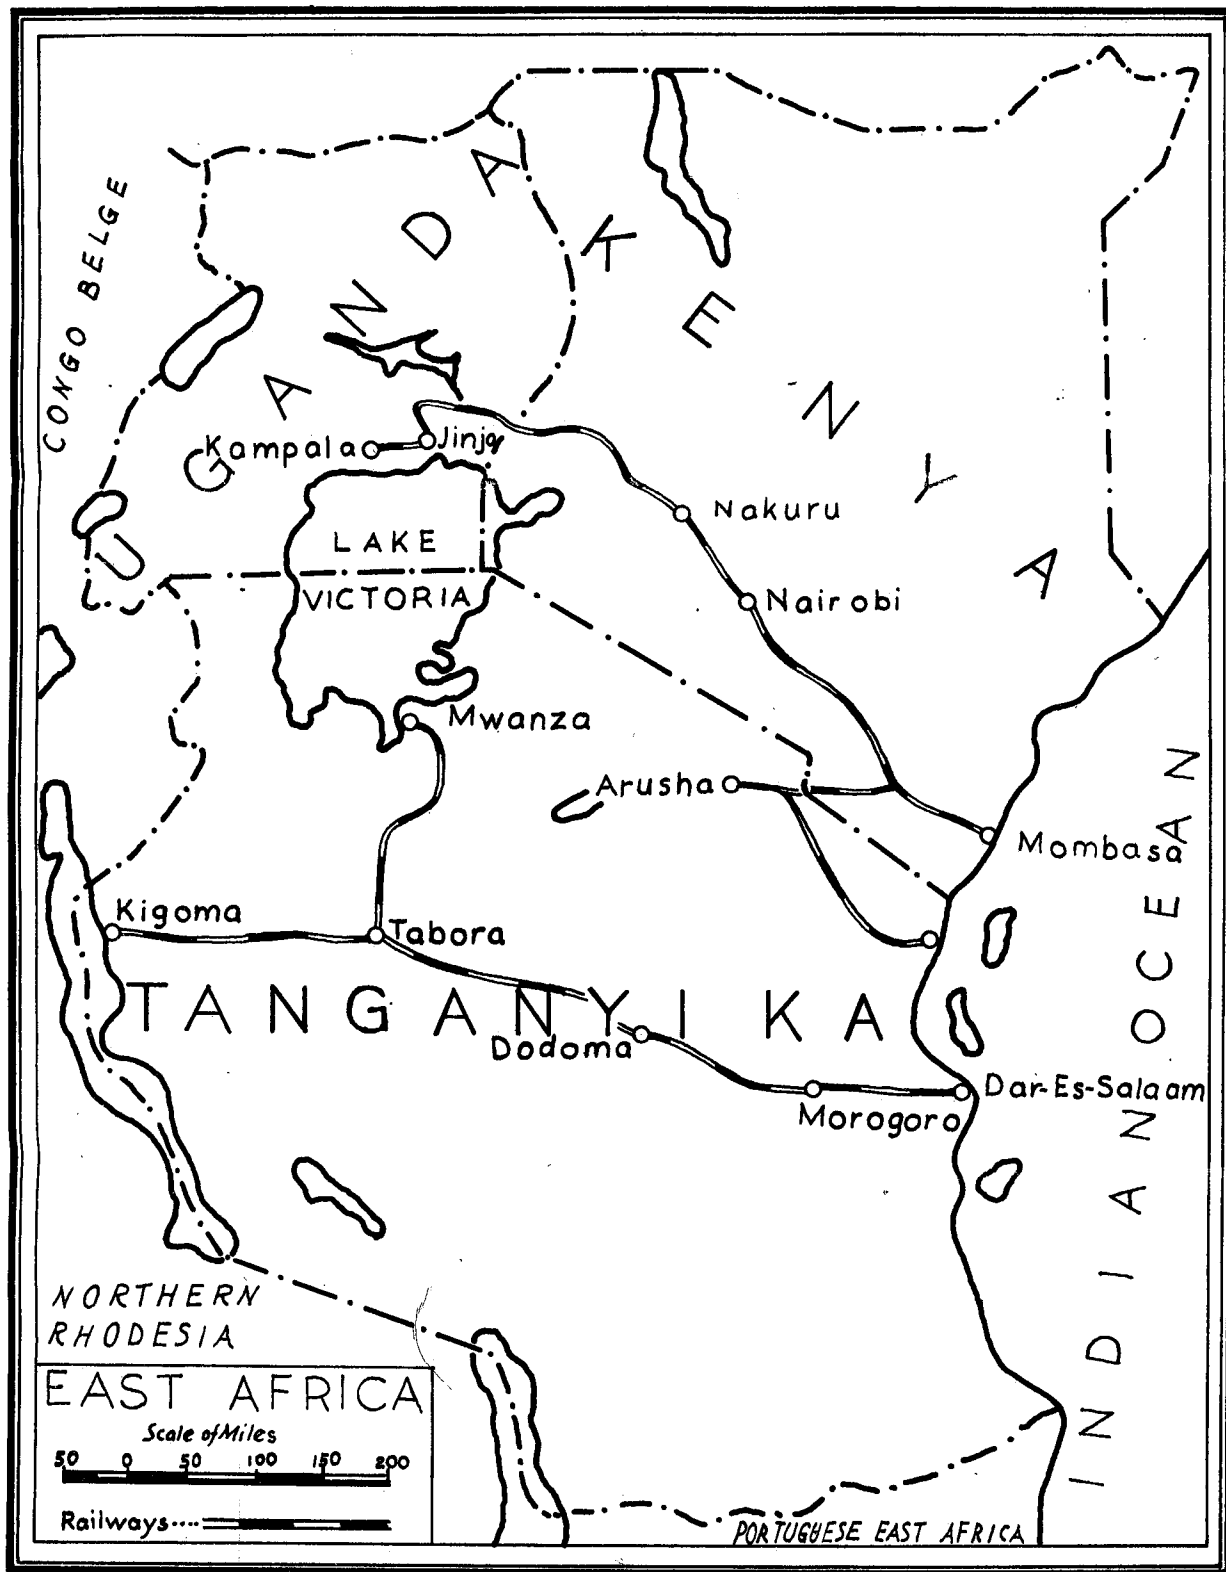 CONGO BELGE
GANDA
KENYA
Kampala
Jinja
Nakuru
LAKE
VICTORIA
Nairobi
Mwanza
Arusha
Mombasa
Kigoma
Tabora
TANGANYIKA
Dodoma
Morogoro
Dar-Es-Salaam
INDIAN OCEAN
NORTHERN
RHODESIA
EAST AFRICA
Scale of Miles
50 0 50 100 150 200
Railways....
PORTUGUESE EAST AFRICA